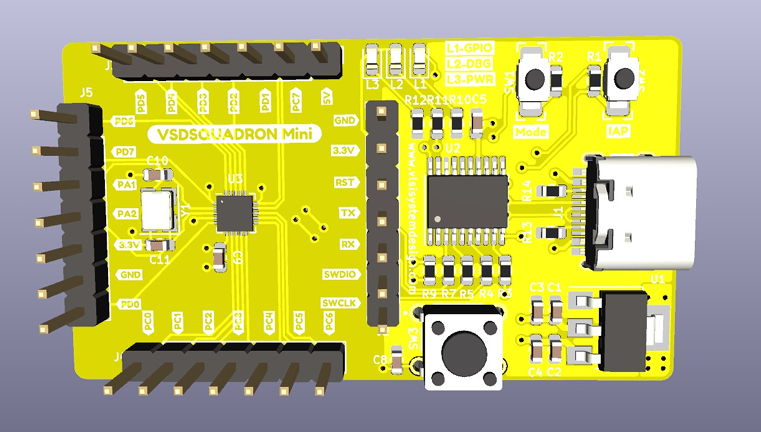 L1-GPIO
L2-DBG
L3-PWR
L3 L2 L1
SW1
R2
R1
Mode
IAP
J5
PD5
PD4
PD3
PD2
PD1
PC7
5V
VSDSQUADRON Mini
PD6
PD7
PA1
PA2
3.3V
GND
PD0
C10
Y1
C11
U3
C9
GND
3.3V
RST
TX
RX
SWDIO
SWCLK
R12 R11 R10 C5
U2
www.vlsisystemdesign.com
R14
J1
R13
R9 R7 R5 R4
PC0
PC1
PC2
PC3
PC4
PC5
PC6
SW3
C8
C3 C1
C4 C2
U1